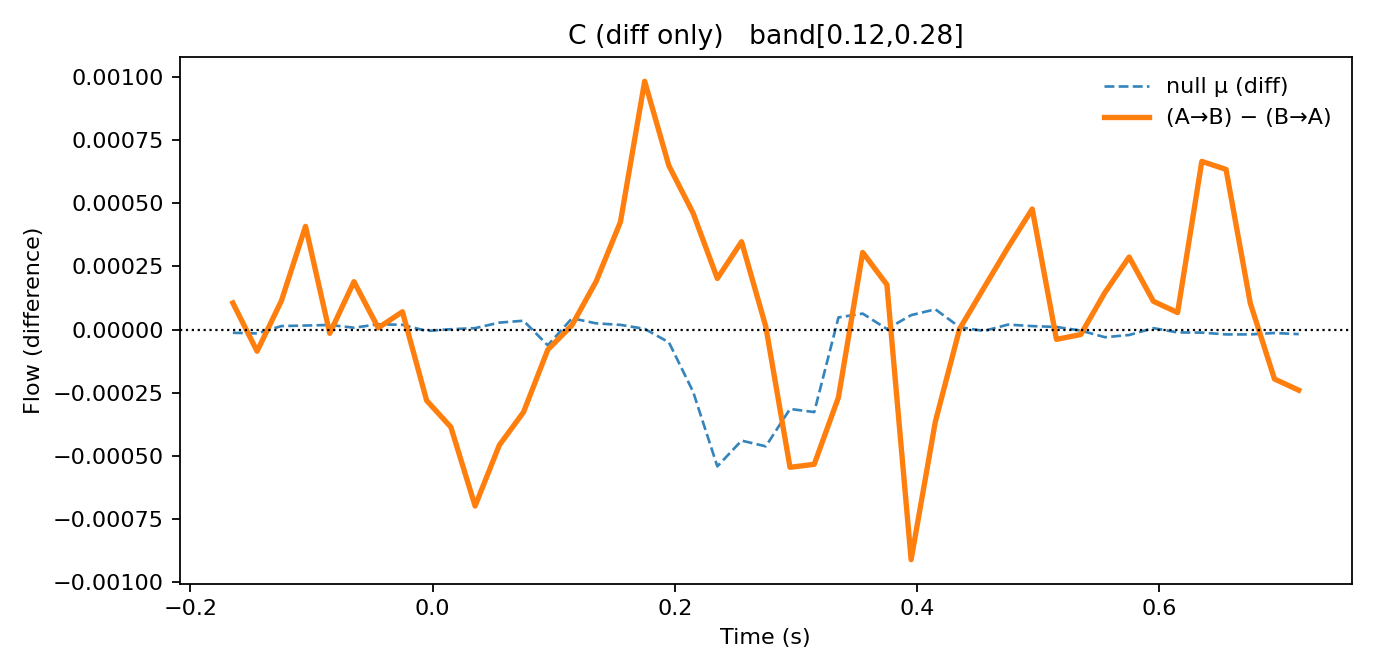 C (diff only)   band[0.12,0.28]
null μ (diff)
(A→B) − (B→A)
Flow (difference)
0.00100
0.00075
0.00050
0.00025
0.00000
−0.00025
−0.00050
−0.00075
−0.00100
−0.2
0.0
0.2
0.4
0.6
Time (s)